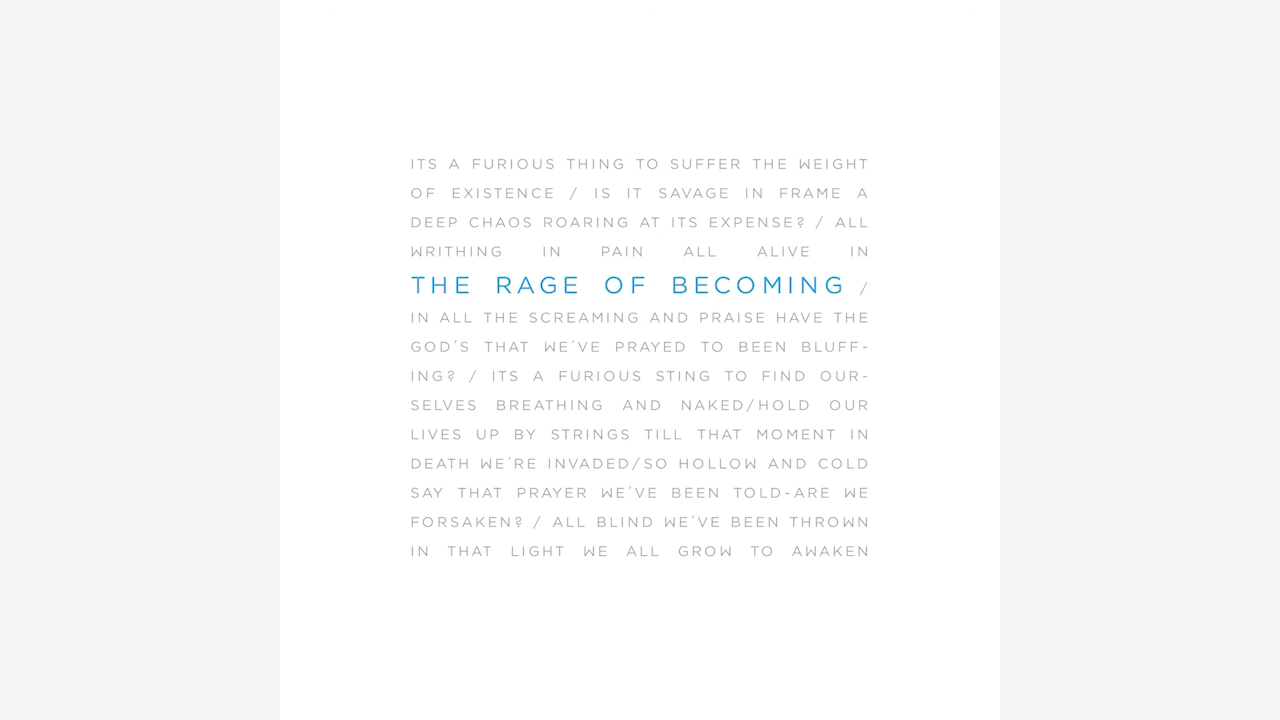 ITS A FURIOUS THING TO SUFFER THE WEIGHT
OF EXISTENCE / IS IT SAVAGE IN FRAME A
DEEP CHAOS ROARING AT ITS EXPENSE? / ALL
WRITHING IN PAIN ALL ALIVE IN
THE RAGE OF BECOMING /
IN ALL THE SCREAMING AND PRAISE HAVE THE
GOD'S THAT WE'VE PRAYED TO BEEN BLUFF-
ING? / ITS A FURIOUS STING TO FIND OUR-
SELVES BREATHING AND NAKED/HOLD OUR
LIVES UP BY STRINGS TILL THAT MOMENT IN
DEATH WE'RE INVADED/SO HOLLOW AND COLD
SAY THAT PRAYER WE'VE BEEN TOLD-ARE WE
FORSAKEN? / ALL BLIND WE'VE BEEN THROWN
IN THAT LIGHT WE ALL GROW TO AWAKEN